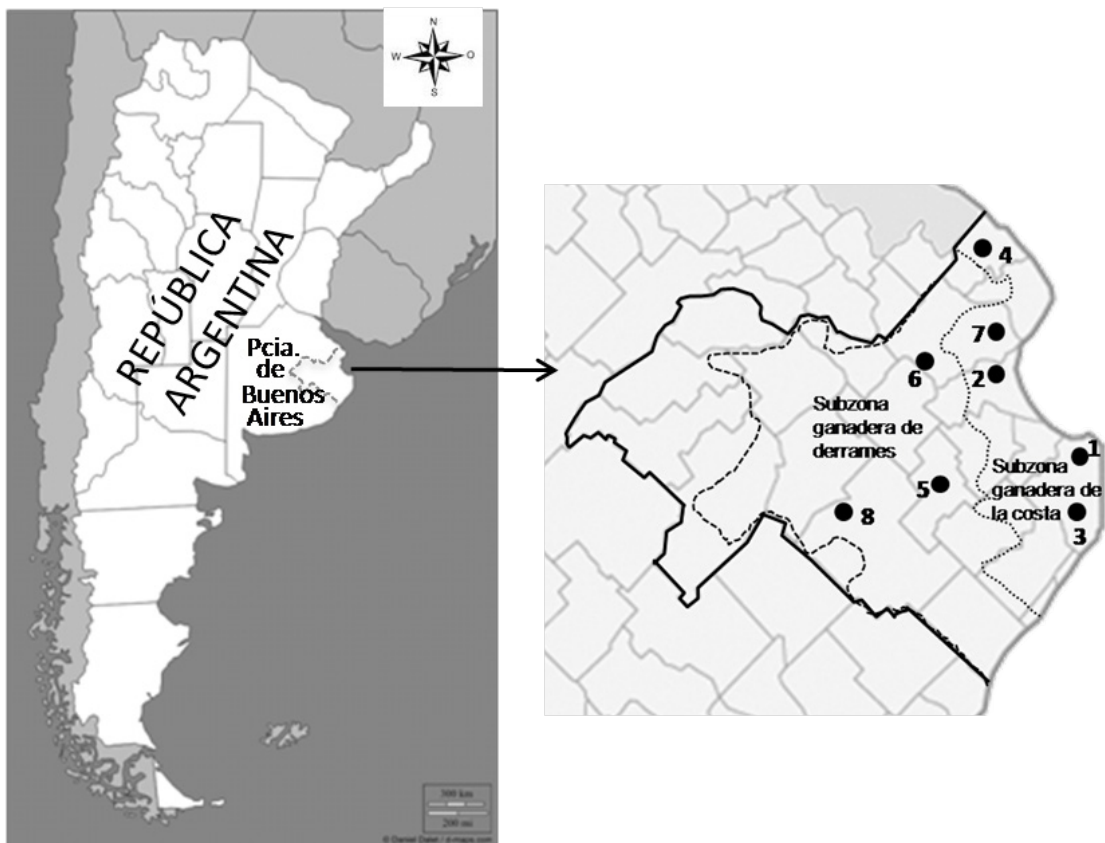 N
W
O
S
REPÚBLICA
ARGENTINA
Pcia.
de
Buenos
Aires
300 km
200 mi
© Daniel Dalet / d-maps.com
4
7
6
2
Subzona
ganadera de
derrames
1
Subzona
ganadera de
la costa
5
8
3